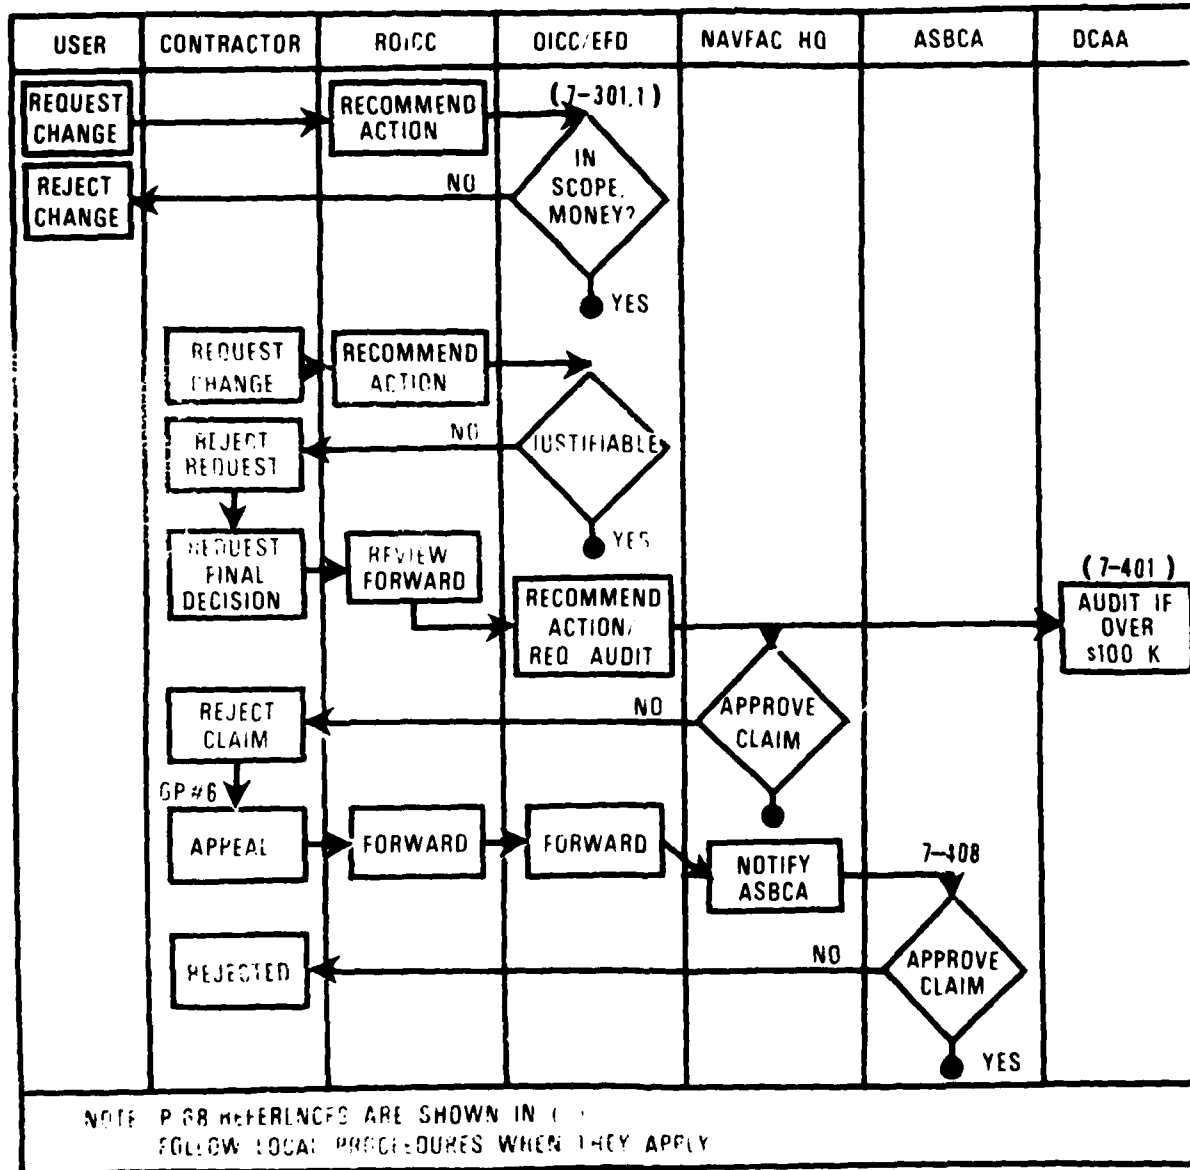 USER CONTRACTOR ROICC OICC/EFD NAVFAC HQ ASBCA DCAA
(7-301.1)
REQUEST
CHANGE
RECOMMEND
ACTION
IN
SCOPE,
MONEY?
NO
REJECT
CHANGE
YES
REQUEST
CHANGE
RECOMMEND
ACTION
JUSTIFIABLE
NO
REJECT
REQUEST
YES
REQUEST
FINAL
DECISION
REVIEW
FORWARD
RECOMMEND
ACTION/
REQ AUDIT
(7-401)
AUDIT IF
OVER
$100 K
NO
REJECT
CLAIM
APPROVE
CLAIM
GP#6
APPEAL
FORWARD
FORWARD
NOTIFY
ASBCA
7-408
APPROVE
CLAIM
NO
REJECTED
YES
NOTE P 68 REFERENCES ARE SHOWN IN ( )
FOLLOW LOCAL PROCEDURES WHEN THEY APPLY